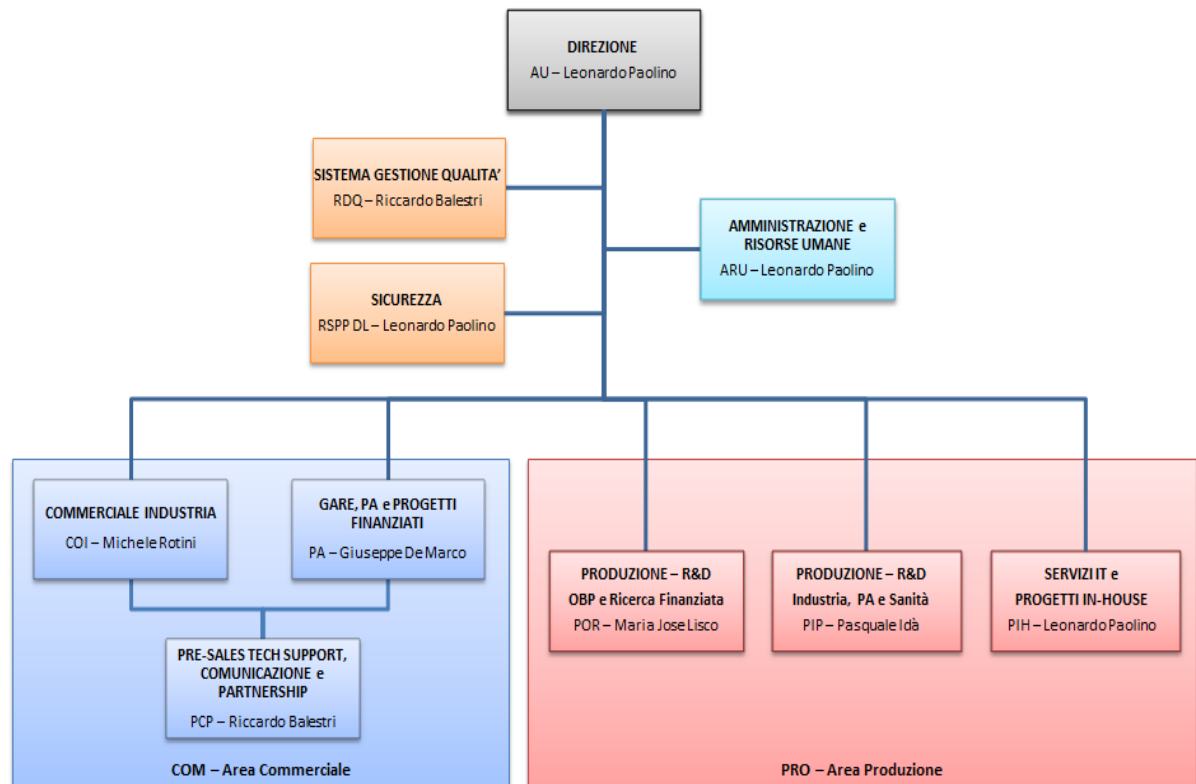 DIREZIONE
AU – Leonardo Paolino
SISTEMA GESTIONE QUALITA'
RDQ – Riccardo Balestri
AMMINISTRAZIONE e
RISORSE UMANE
ARU – Leonardo Paolino
SICUREZZA
RSPP DL – Leonardo Paolino
COMMERCIALE INDUSTRIA
COI – Michele Rotini
GARE, PA e PROGETTI
FINANZIATI
PA – Giuseppe De Marco
PRE-SALES TECH SUPPORT,
COMUNICAZIONE e
PARTNERSHIP
PCP – Riccardo Balestri
COM – Area Commerciale
PRODUZIONE – R&D
OBP e Ricerca Finanziata
POR – Maria Jose Lisco
PRODUZIONE – R&D
Industria, PA e Sanità
PIP – Pasquale Idà
SERVIZI IT e
PROGETTI IN-HOUSE
PIH – Leonardo Paolino
PRO – Area Produzione